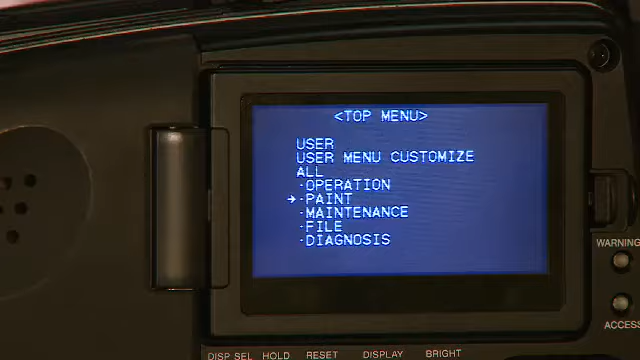 <TOP MENU>
USER
USER MENU CUSTOMIZE
ALL
·OPERATION
→·PAINT
·MAINTENANCE
·FILE
·DIAGNOSIS
WARNING
ACCESS
DISP SEL HOLD RESET DISPLAY BRIGHT